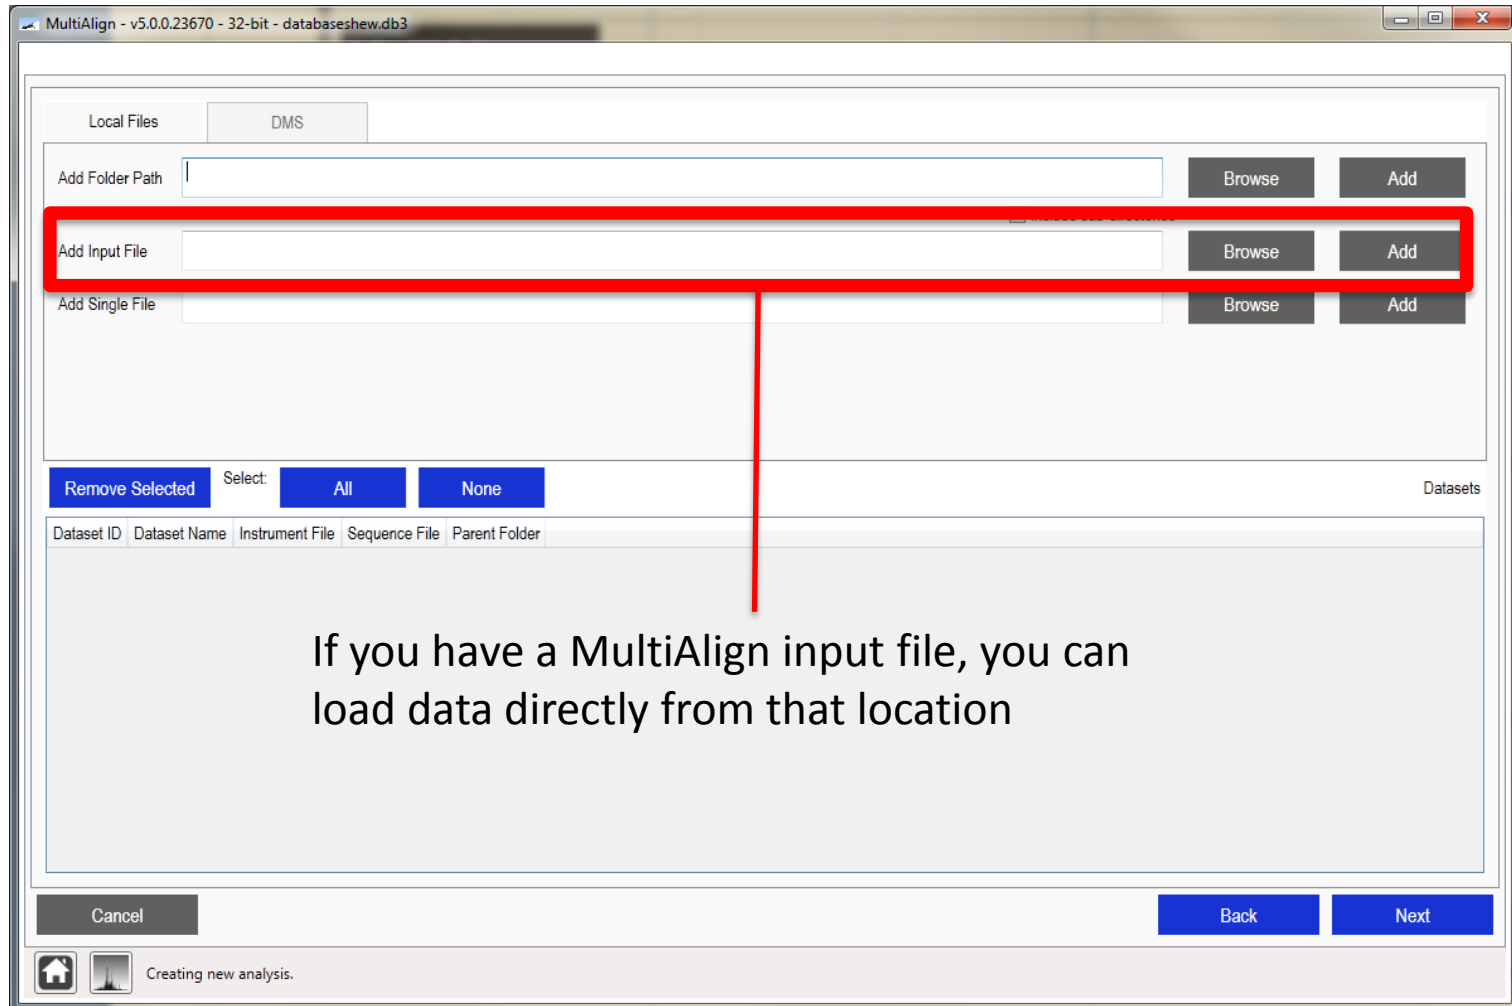 MultiAlign - v5.0.0.23670 - 32-bit - databaseshew.db3
Local Files DMS
Add Folder Path Browse Add
Include sub-directories
Add Input File Browse Add
Add Single File Browse Add
Remove Selected Select: All None Datasets
Dataset ID Dataset Name Instrument File Sequence File Parent Folder
If you have a MultiAlign input file, you can
load data directly from that location
Cancel Back Next
Creating new analysis.